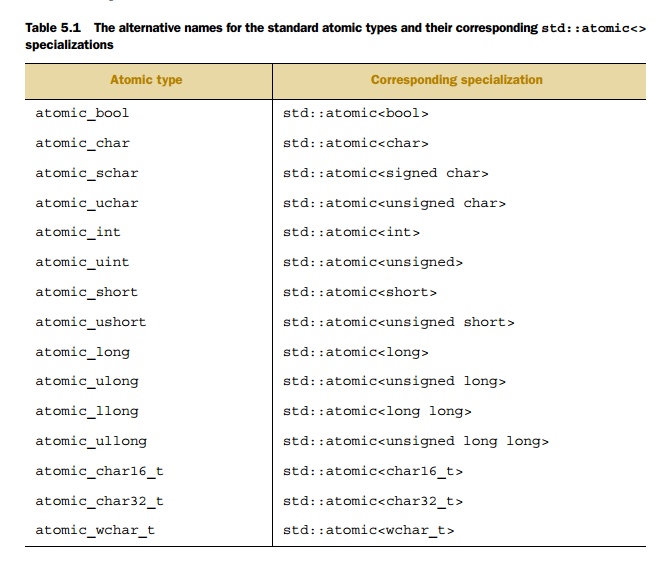 Table 5.1 The alternative names for the standard atomic types and their corresponding std::atomic<>
specializations
Atomic type Corresponding specialization
atomic_bool std::atomic<bool>
atomic_char std::atomic<char>
atomic_schar std::atomic<signed char>
atomic_uchar std::atomic<unsigned char>
atomic_int std::atomic<int>
atomic_uint std::atomic<unsigned>
atomic_short std::atomic<short>
atomic_ushort std::atomic<unsigned short>
atomic_long std::atomic<long>
atomic_ulong std::atomic<unsigned long>
atomic_llong std::atomic<long long>
atomic_ullong std::atomic<unsigned long long>
atomic_char16_t std::atomic<char16_t>
atomic_char32_t std::atomic<char32_t>
atomic_wchar_t std::atomic<wchar_t>